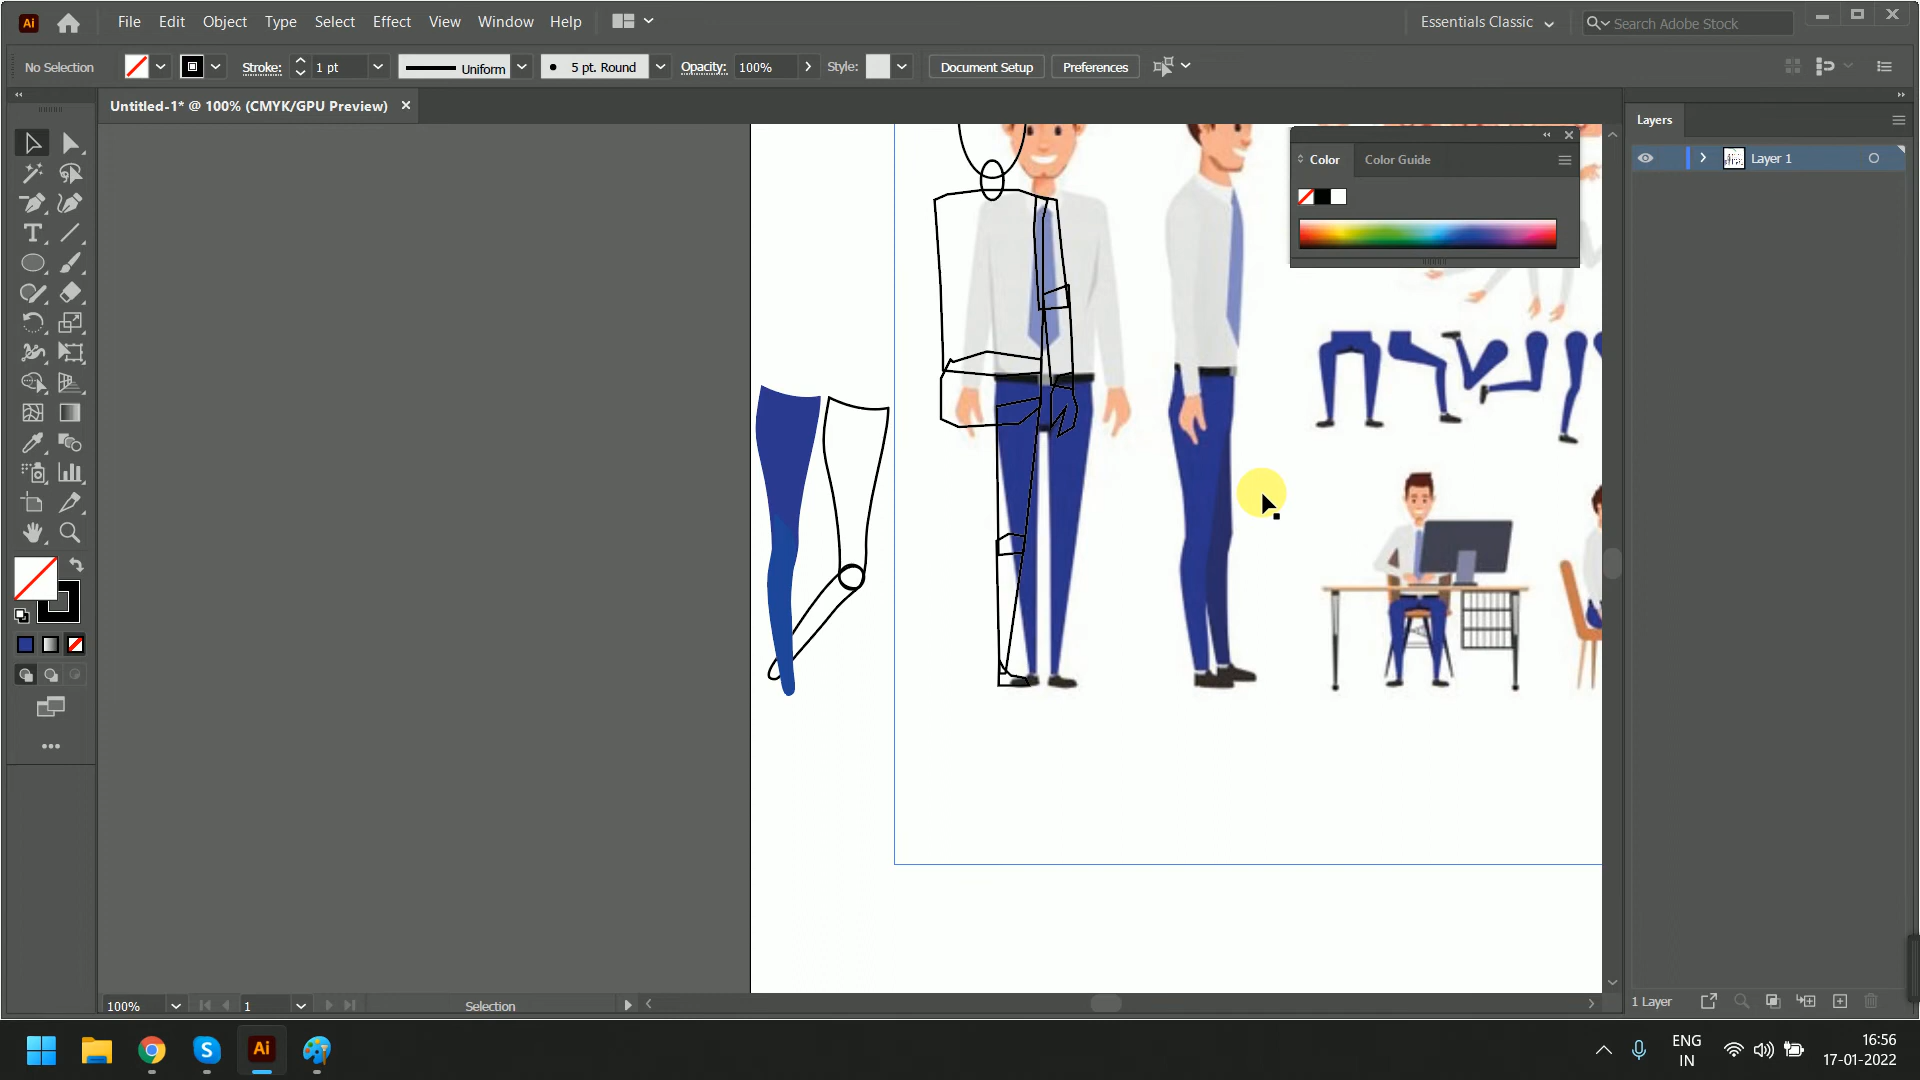 Ai File Edit Object Type Select Effect View Window Help Essentials Classic Search Adobe Stock
No Selection Stroke: 1 pt Uniform 5 pt. Round Opacity: 100% Style: Document Setup Preferences
Untitled-1* @ 100% (CMYK/GPU Preview)
Layers
Color Color Guide
Layer 1
100% 1 Selection
1 Layer
S Ai
ENG
IN
16:56
17-01-2022